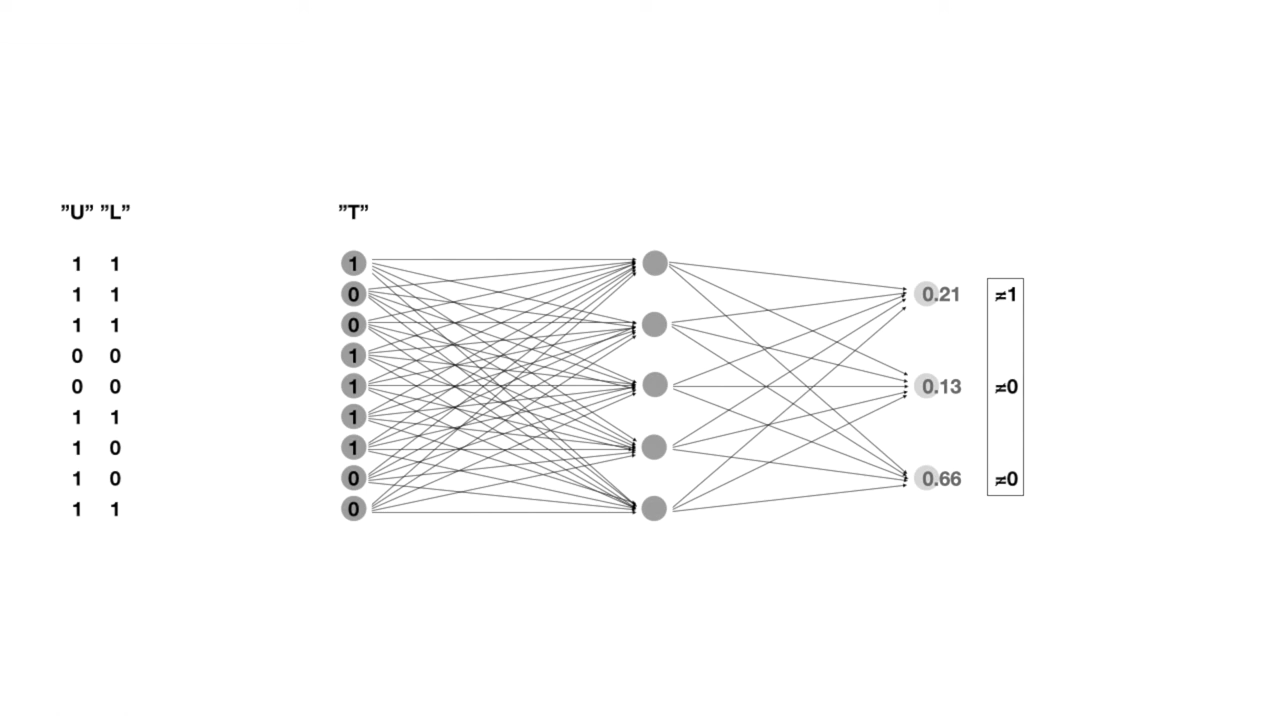 ”U” ”L” ”T”
1 1 1
1 1 0 0.21 ≠1
1 1 0
0 0 1
0 0 1 0.13 ≠0
1 1 1
1 0 1
1 0 0 0.66 ≠0
1 1 0